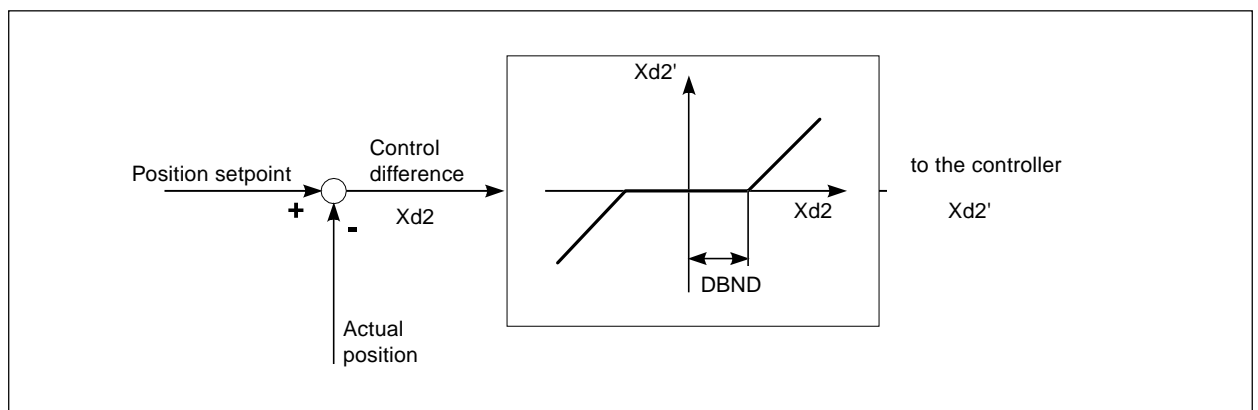 Xd2'
Position setpoint
Control
difference
Xd2
+
-
Xd2
DBND
to the controller
Xd2'
Actual
position